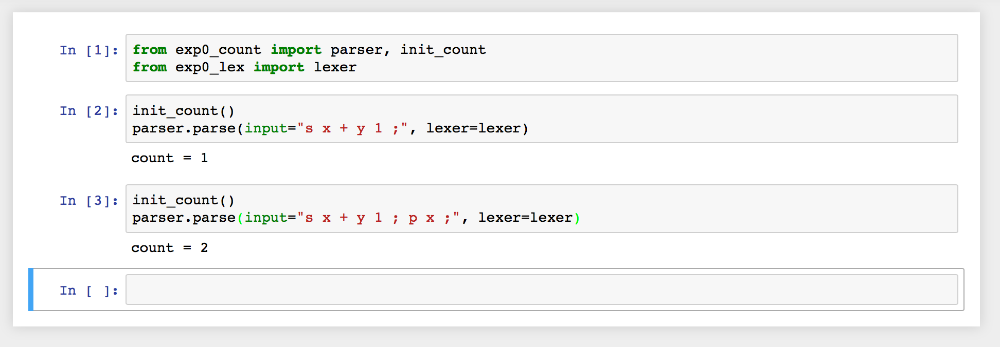 In [1]:
from exp0_count import parser, init_count
from exp0_lex import lexer
In [2]:
init_count()
parser.parse(input="s x + y 1 ;", lexer=lexer)
count = 1
In [3]:
init_count()
parser.parse(input="s x + y 1 ; p x ;", lexer=lexer)
count = 2
In [ ]: